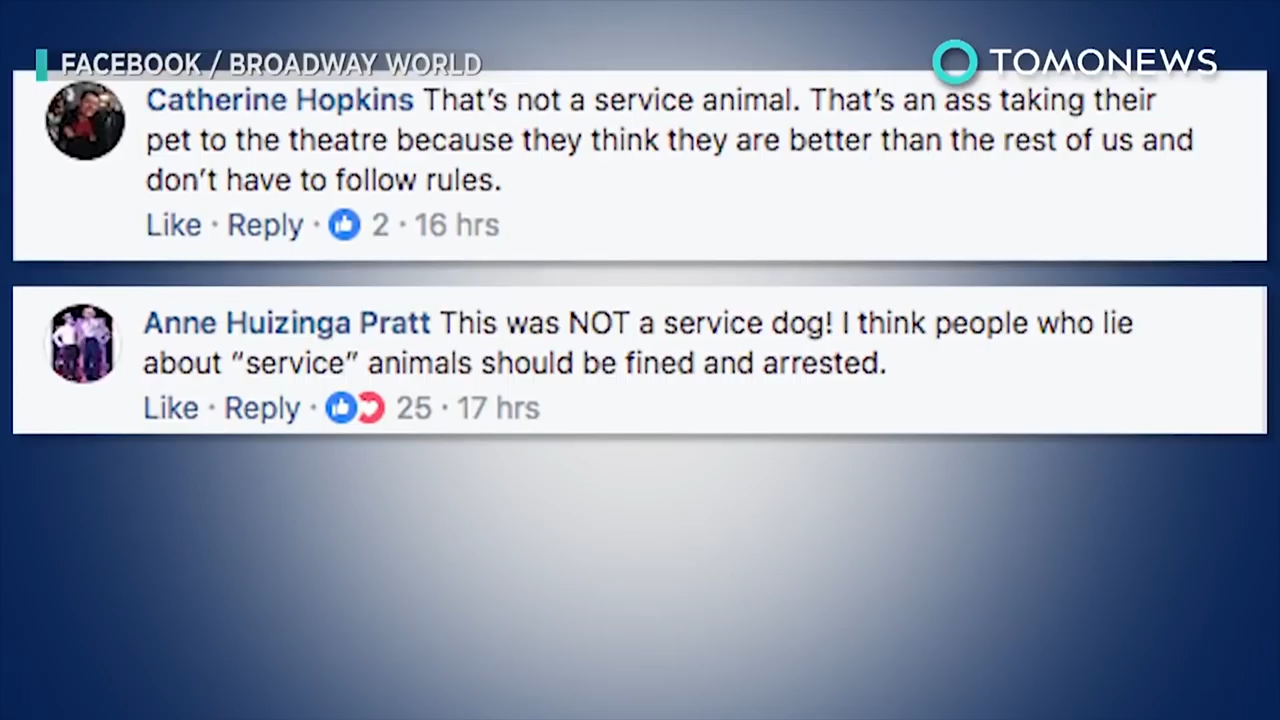 FACEBOOK / BROADWAY WORLD
TOMONEWS
Catherine Hopkins That's not a service animal. That's an ass taking their
pet to the theatre because they think they are better than the rest of us and
don't have to follow rules.
Like · Reply · 2 · 16 hrs
Anne Huizinga Pratt This was NOT a service dog! I think people who lie
about “service” animals should be fined and arrested.
Like · Reply · 25 · 17 hrs